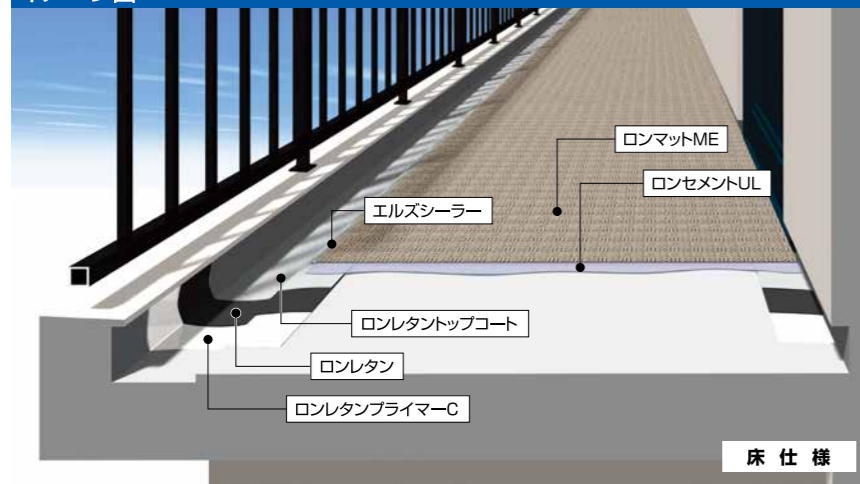 ロンマットME
ロンセメントUL
エルズシーラー
ロンレタントップコート
ロンレタン
ロンレタンプライマーC
床 仕 様